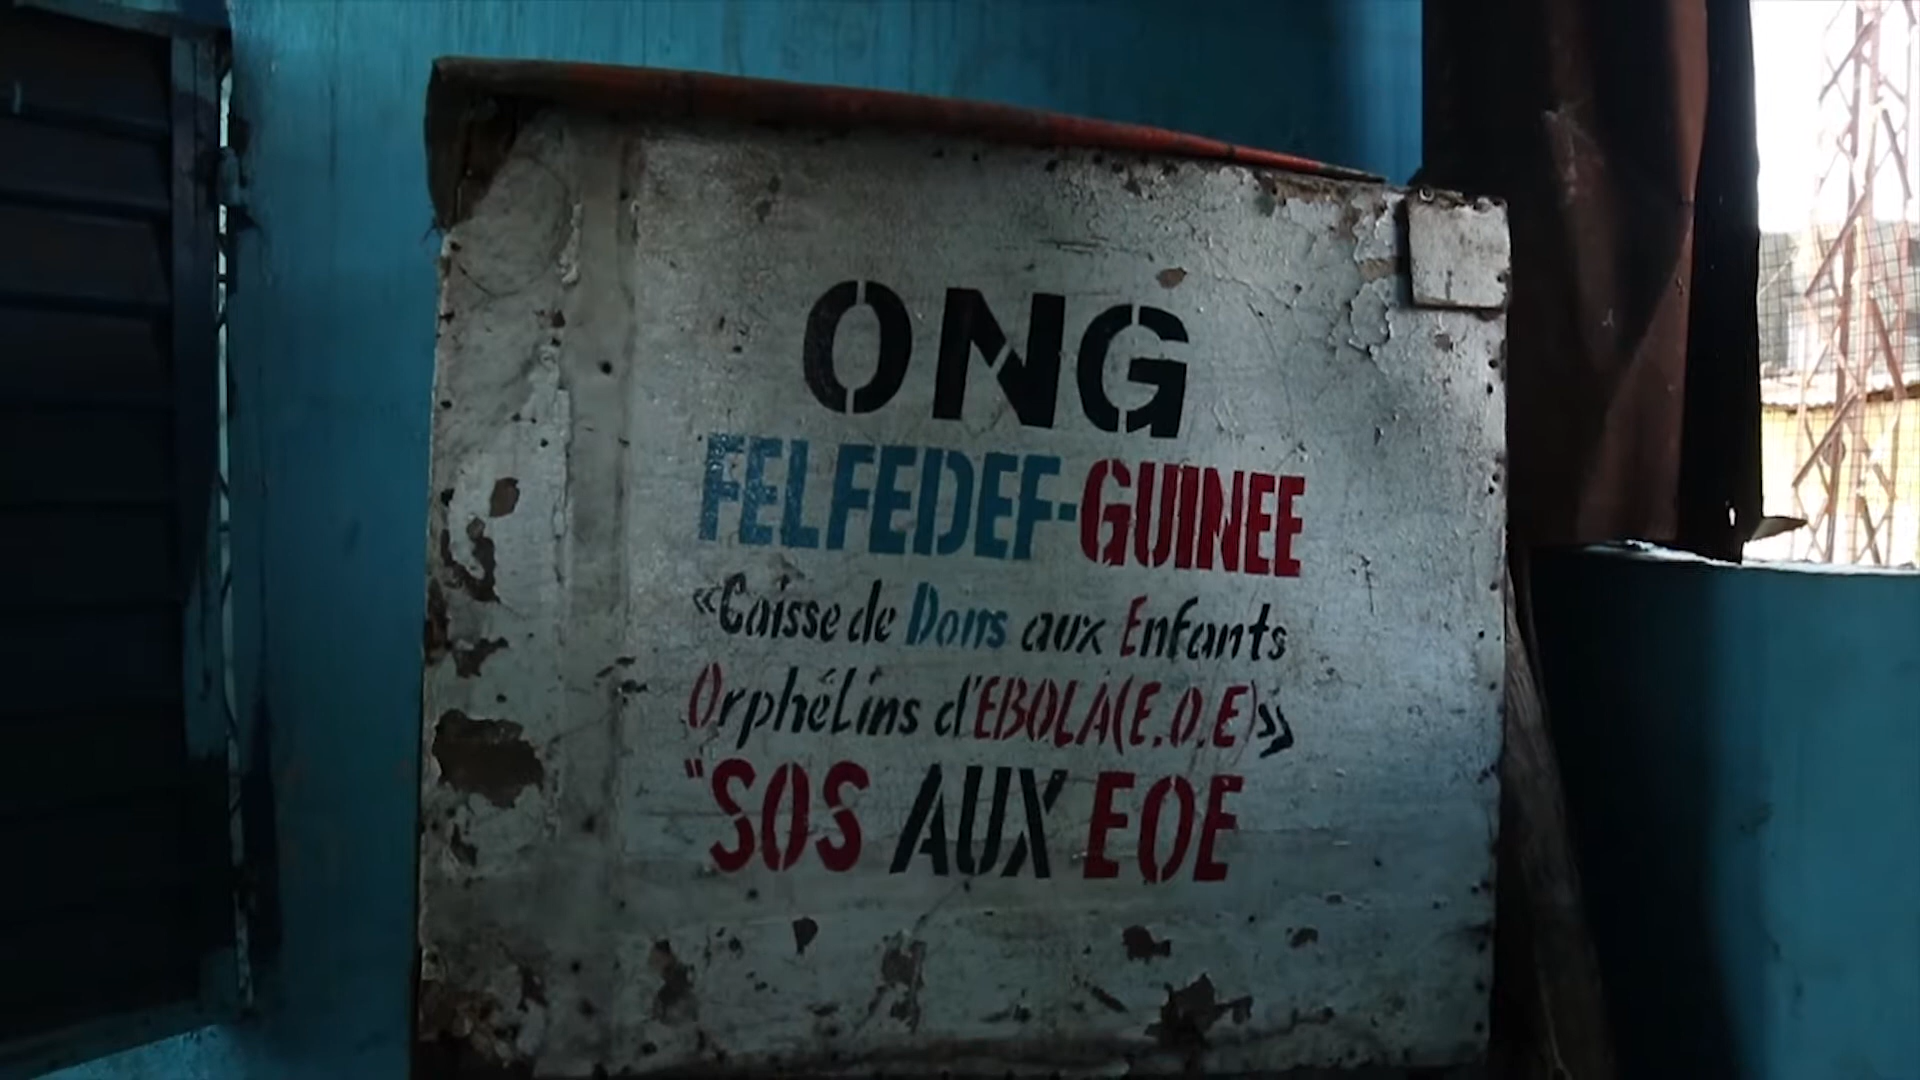 ONG
FELFEDEF-GUINEE
«Caisse de Dons aux Enfants
Orphélins d'EBOLA(E.O.E)»
"SOS AUX EOE